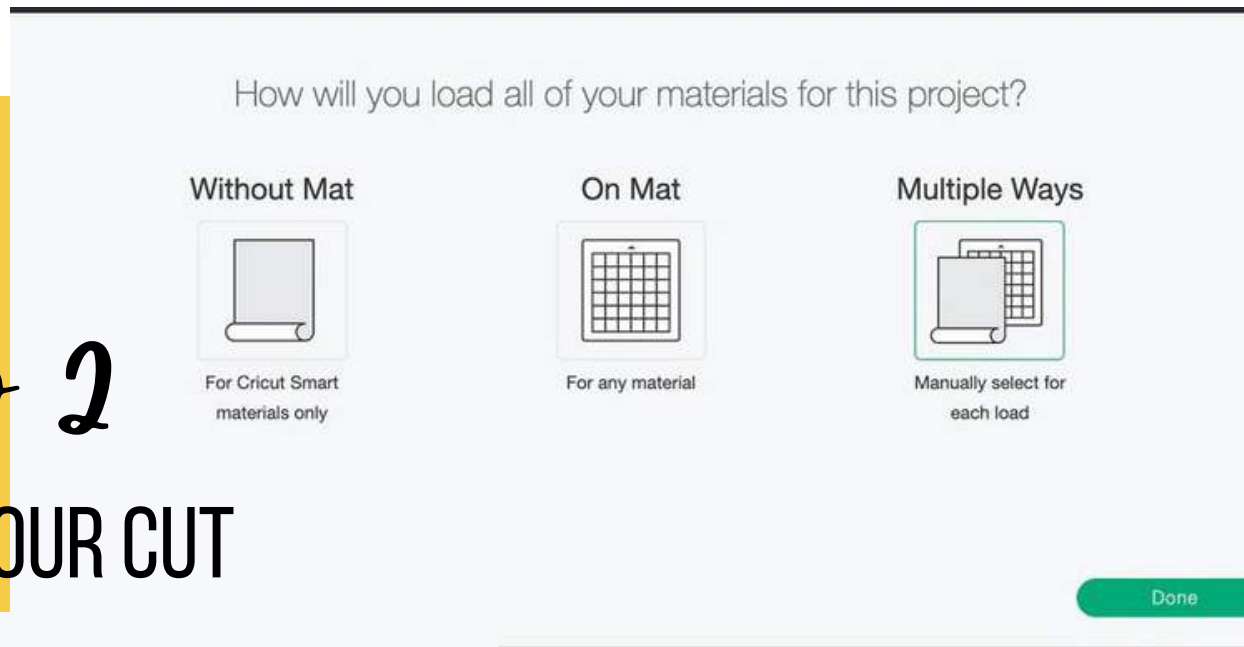 How will you load all of your materials for this project?
Without Mat
On Mat
Multiple Ways
For Cricut Smart
materials only
For any material
Manually select for
each load
2
OUR CUT
Done